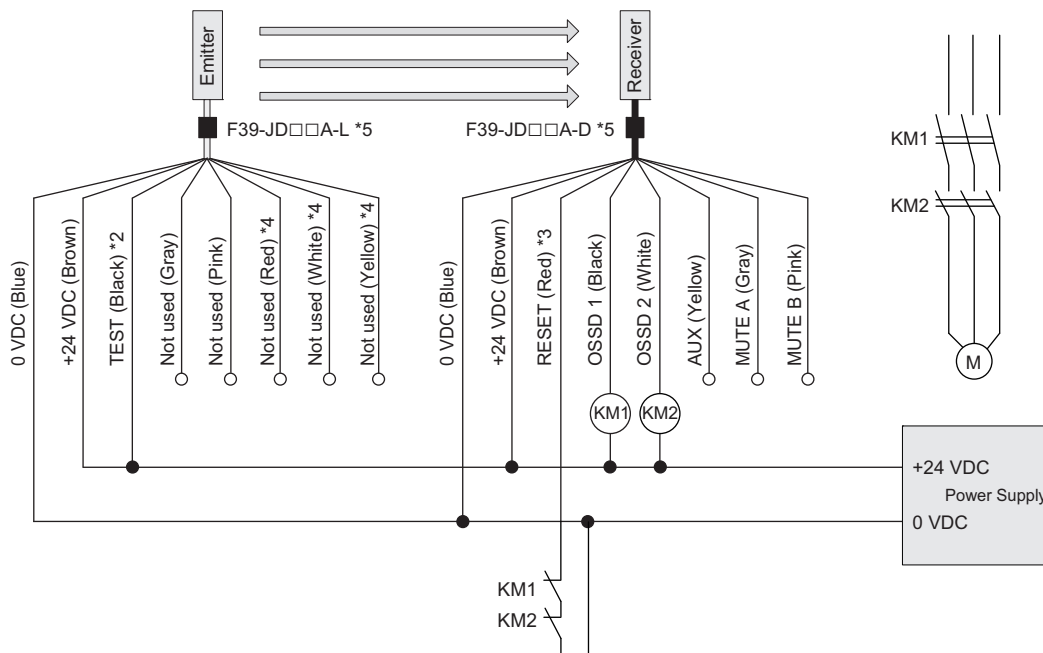 Emitter
Receiver
F39-JD□□A-L *5
F39-JD□□A-D *5
0 VDC (Blue)
+24 VDC (Brown)
TEST (Black) *2
Not used (Gray)
Not used (Pink)
Not used (Red) *4
Not used (White) *4
Not used (Yellow) *4
0 VDC (Blue)
+24 VDC (Brown)
RESET (Red) *3
OSSD 1 (Black)
OSSD 2 (White)
AUX (Yellow)
MUTE A (Gray)
MUTE B (Pink)
KM1
KM2
M
KM1
KM2
+24 VDC
Power Supply
0 VDC
KM1
KM2